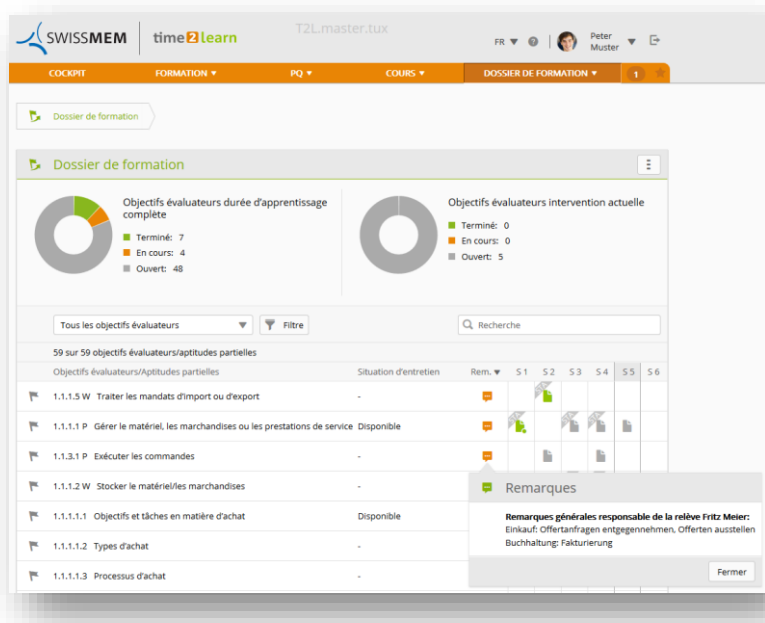 SWISSMEM time2learn
T2L.master.tux
FR
Peter
Muster
COCKPIT FORMATION PQ COURS DOSSIER DE FORMATION 1
Dossier de formation
Dossier de formation
Objectifs évaluateurs durée d'apprentissage
complète
Terminé: 7
En cours: 4
Ouvert: 48
Objectifs évaluateurs intervention actuelle
Terminé: 0
En cours: 0
Ouvert: 5
Tous les objectifs évaluateurs Filtre Recherche
59 sur 59 objectifs évaluateurs/aptitudes partielles
Objectifs évaluateurs/Aptitudes partielles Situation d'entretien Rem. S 1 S 2 S 3 S 4 S 5 S 6
1.1.1.5 W Traiter les mandats d'import ou d'export -
1.1.1.1 P Gérer le matériel, les marchandises ou les prestations de service Disponible
1.1.3.1 P Exécuter les commandes -
1.1.1.2 W Stocker le matériel/les marchandises -
1.1.1.1.1 Objectifs et tâches en matière d'achat Disponible
1.1.1.1.2 Types d'achat -
1.1.1.1.3 Processus d'achat -
Remarques
Remarques générales responsable de la relève Fritz Meier:
Einkauf: Offertanfragen entgegennehmen, Offerten ausstellen
Buchhaltung: Fakturierung
Fermer